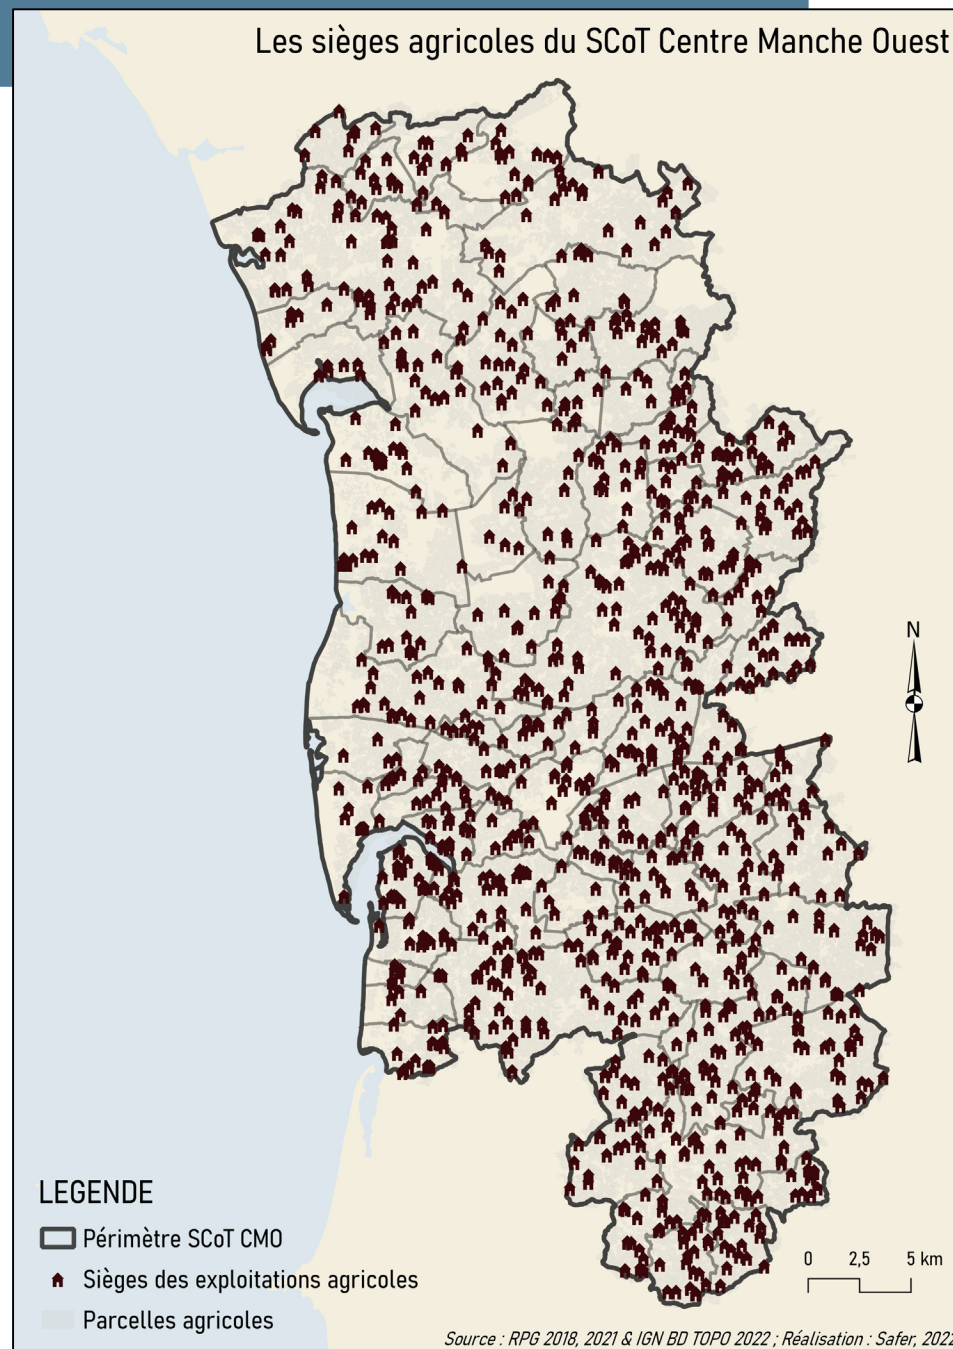 Les sièges agricoles du SCoT Centre Manche Ouest
N
LEGENDE
Périmètre SCoT CMO
Sièges des exploitations agricoles
Parcelles agricoles
0 2,5 5 km
Source : RPG 2018, 2021 & IGN BD TOPO 2022 ; Réalisation : Safer, 2022